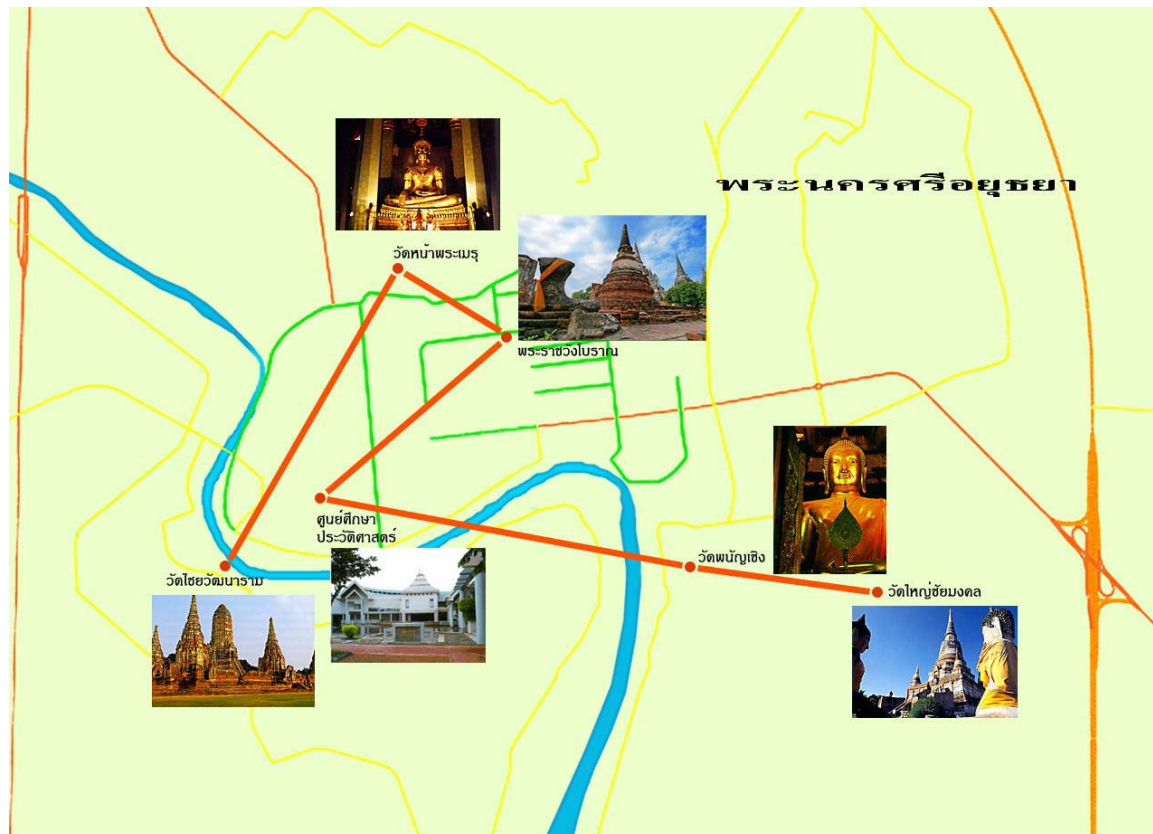 พระนครศรีอยุธยา
วัดหน้าพระเมรุ
พระราชวังโบราณ
ศูนย์ศึกษา
ประวัติศาสตร์
วัดพนัญเชิง
วัดไชยวัฒนาราม
วัดใหญ่ชัยมงคล